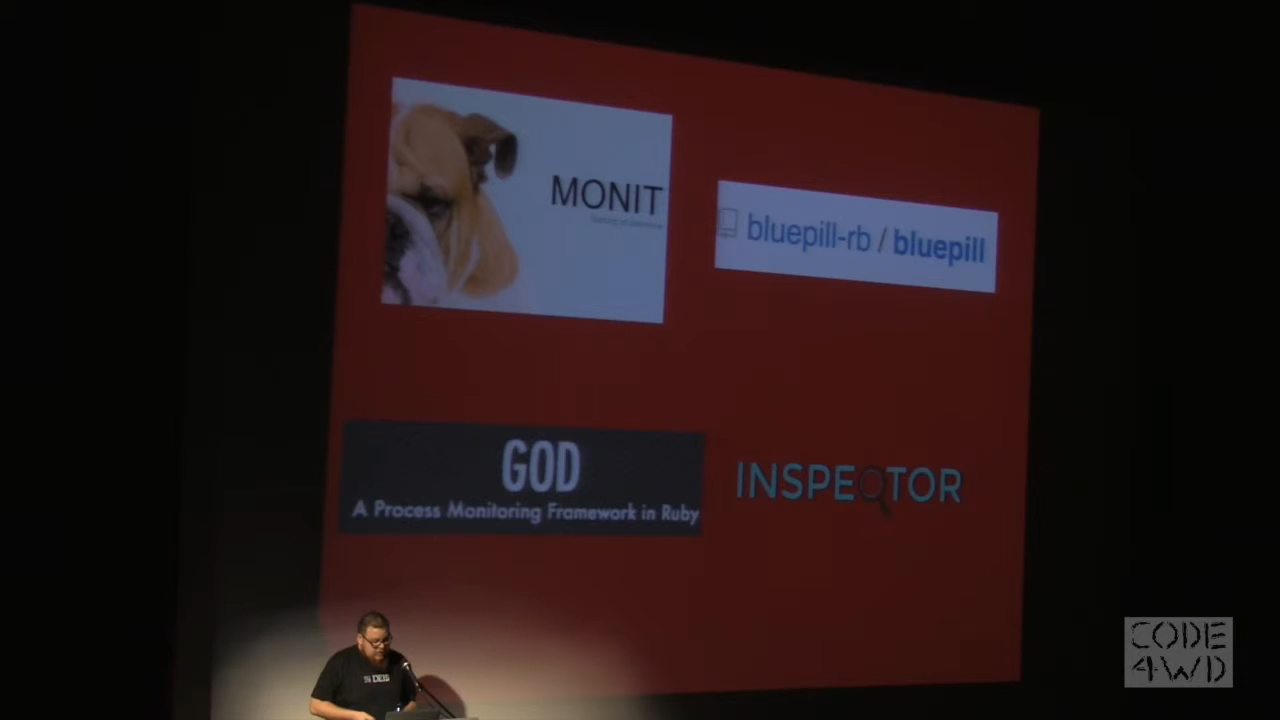 MONIT
bluepill-rb / bluepill
GOD
A Process Monitoring Framework in Ruby
INSPEQTOR
CODE
4WD